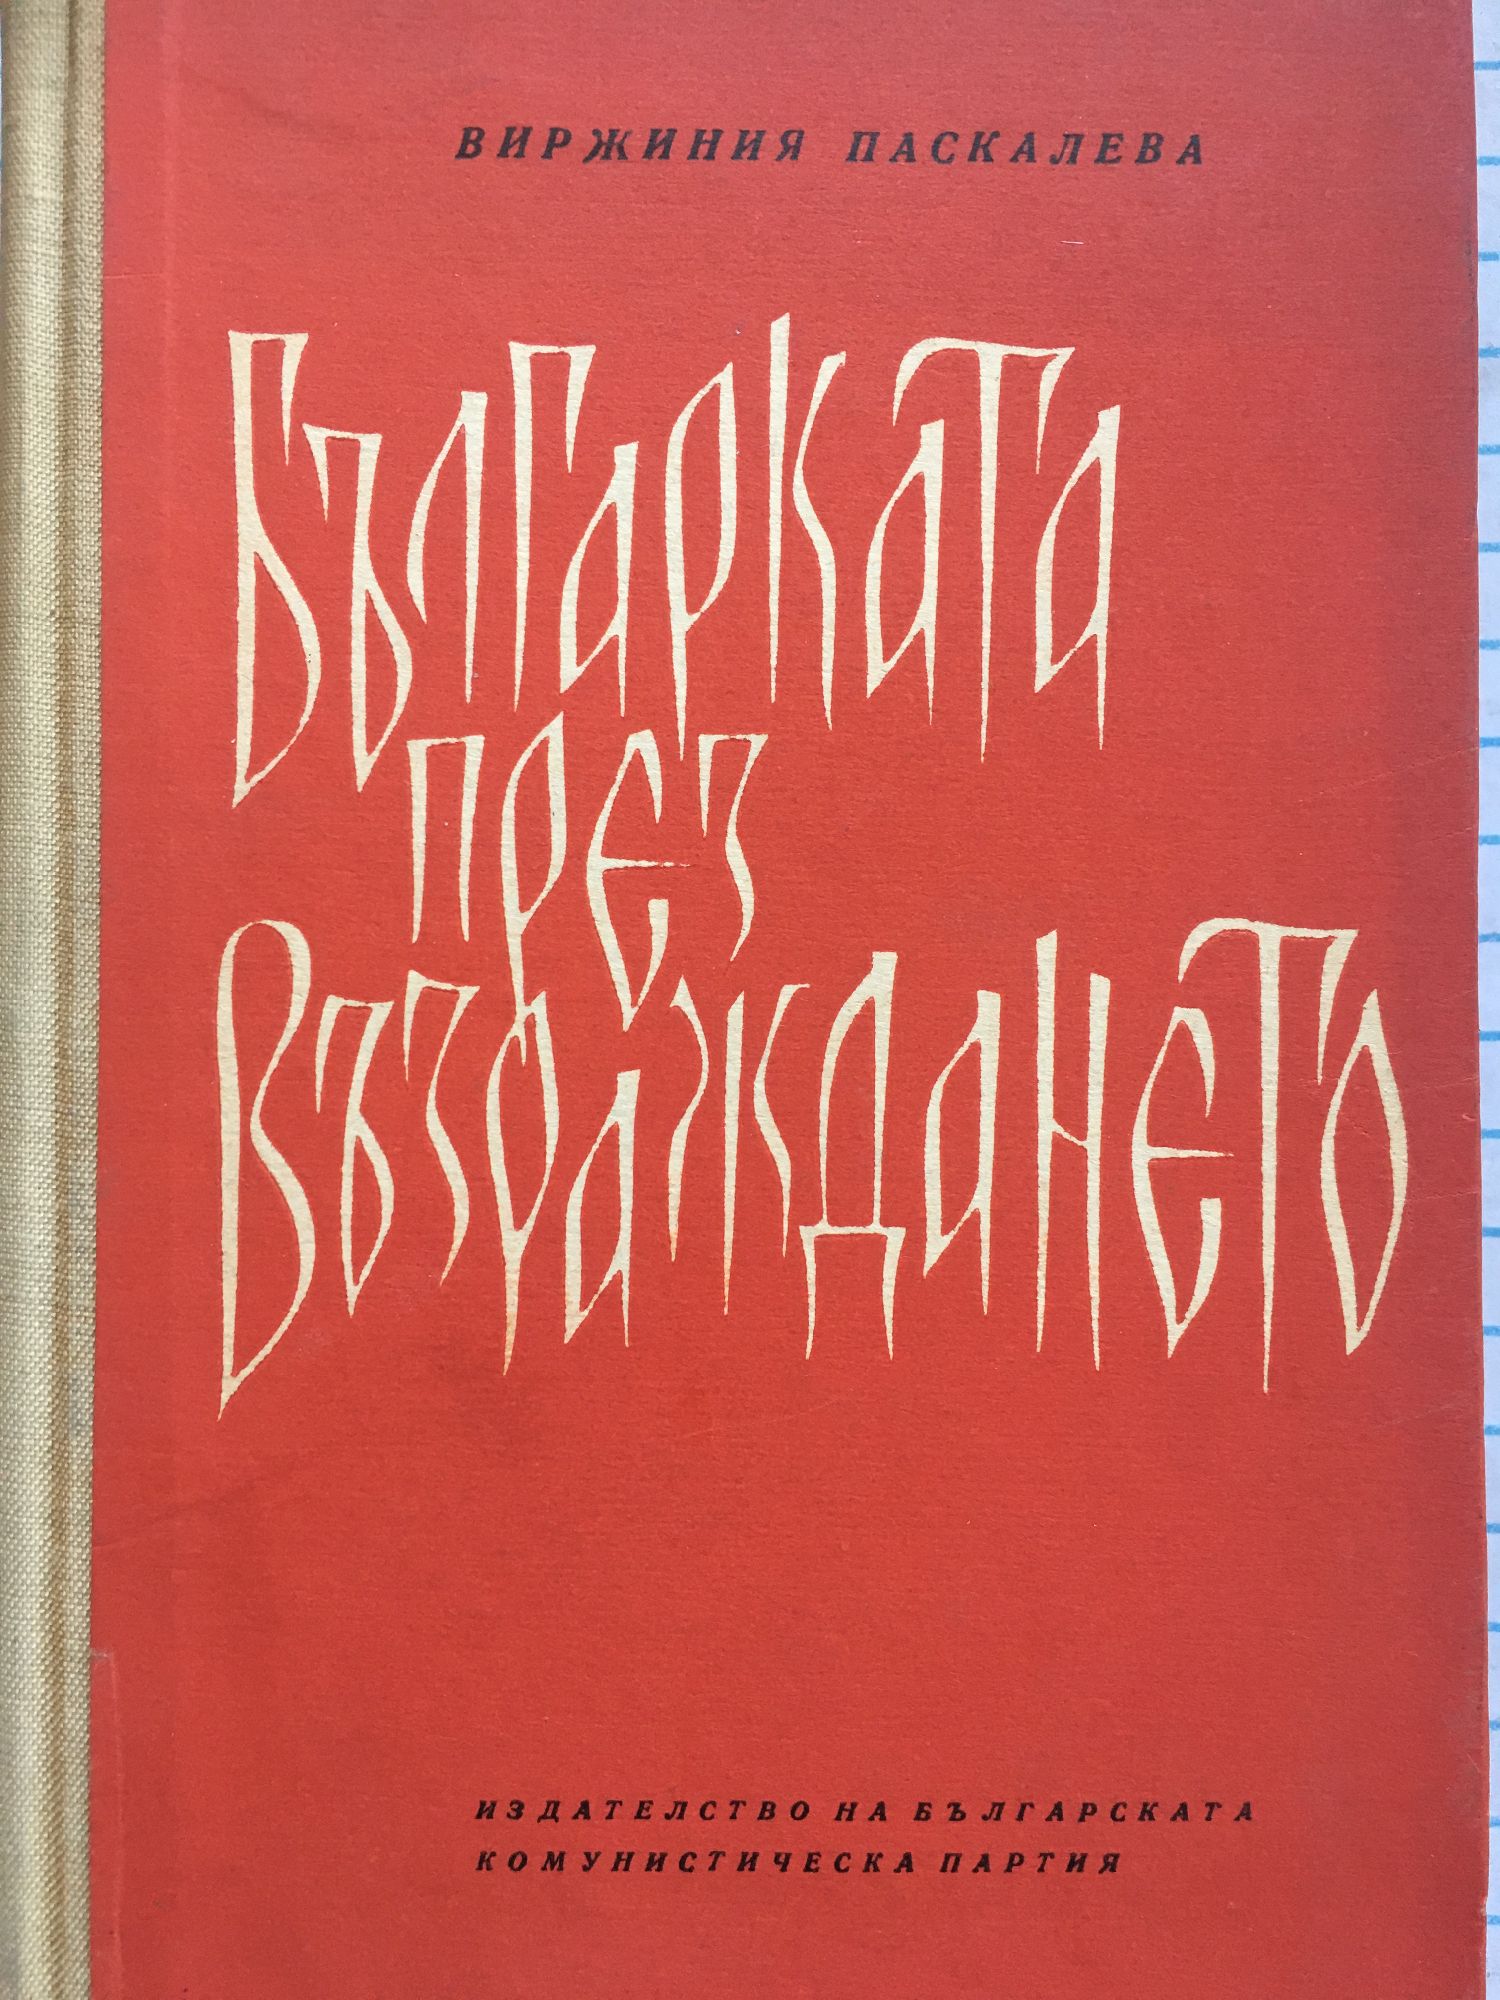 ВИРЖИНИЯ ПАСКАЛЕВА
Българката
през
Възраждането
ИЗДАТЕЛСТВО НА БЪЛГАРСКАТА
КОМУНИСТИЧЕСКА ПАРТИЯ